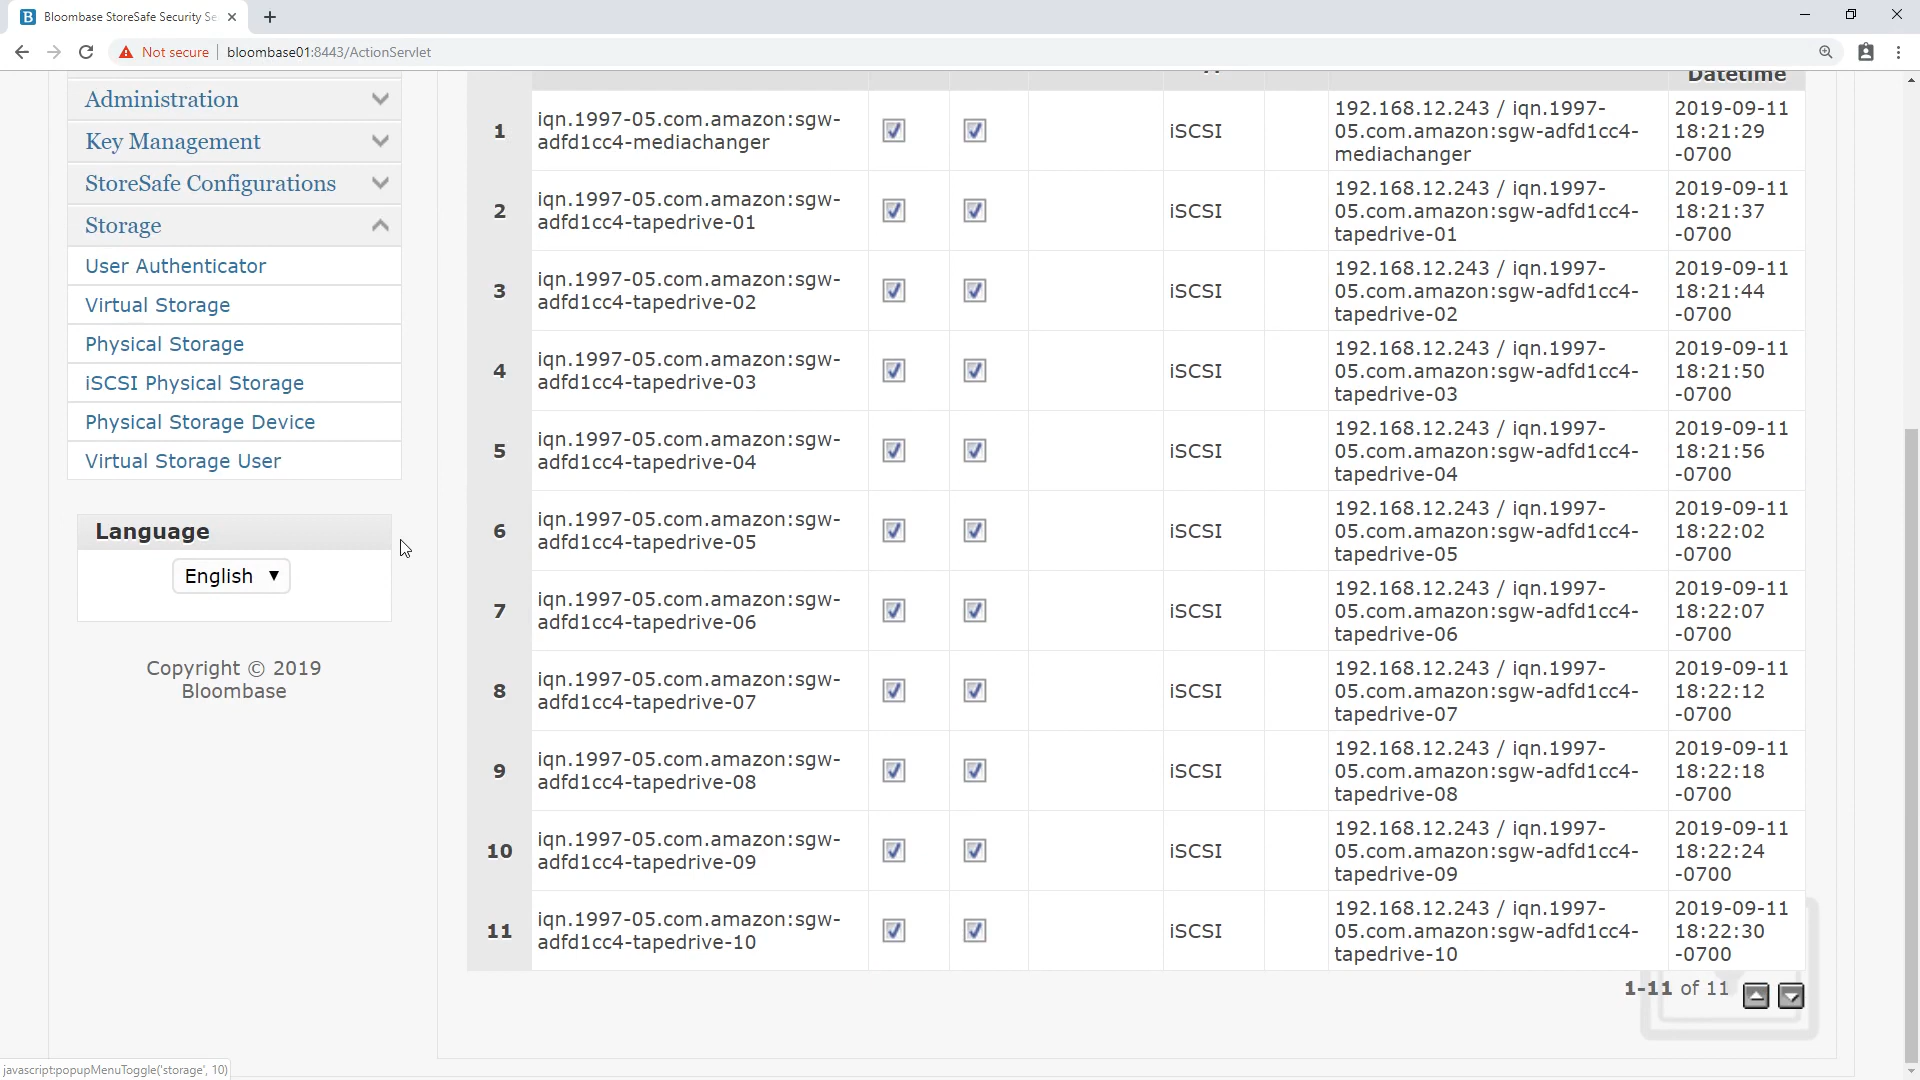 Bloombase StoreSafe Security Se
Not secure
bloombase01:8443/ActionServlet
Administration
Key Management
StoreSafe Configurations
Storage
User Authenticator
Virtual Storage
Physical Storage
iSCSI Physical Storage
Physical Storage Device
Virtual Storage User
Language
English
Copyright © 2019
Bloombase
Datetime
1
iqn.1997-05.com.amazon:sgw-
adfd1cc4-mediachanger
iSCSI
192.168.12.243 / iqn.1997-
05.com.amazon:sgw-adfd1cc4-
mediachanger
2019-09-11
18:21:29
-0700
2
iqn.1997-05.com.amazon:sgw-
adfd1cc4-tapedrive-01
iSCSI
192.168.12.243 / iqn.1997-
05.com.amazon:sgw-adfd1cc4-
tapedrive-01
2019-09-11
18:21:37
-0700
3
iqn.1997-05.com.amazon:sgw-
adfd1cc4-tapedrive-02
iSCSI
192.168.12.243 / iqn.1997-
05.com.amazon:sgw-adfd1cc4-
tapedrive-02
2019-09-11
18:21:44
-0700
4
iqn.1997-05.com.amazon:sgw-
adfd1cc4-tapedrive-03
iSCSI
192.168.12.243 / iqn.1997-
05.com.amazon:sgw-adfd1cc4-
tapedrive-03
2019-09-11
18:21:50
-0700
5
iqn.1997-05.com.amazon:sgw-
adfd1cc4-tapedrive-04
iSCSI
192.168.12.243 / iqn.1997-
05.com.amazon:sgw-adfd1cc4-
tapedrive-04
2019-09-11
18:21:56
-0700
6
iqn.1997-05.com.amazon:sgw-
adfd1cc4-tapedrive-05
iSCSI
192.168.12.243 / iqn.1997-
05.com.amazon:sgw-adfd1cc4-
tapedrive-05
2019-09-11
18:22:02
-0700
7
iqn.1997-05.com.amazon:sgw-
adfd1cc4-tapedrive-06
iSCSI
192.168.12.243 / iqn.1997-
05.com.amazon:sgw-adfd1cc4-
tapedrive-06
2019-09-11
18:22:07
-0700
8
iqn.1997-05.com.amazon:sgw-
adfd1cc4-tapedrive-07
iSCSI
192.168.12.243 / iqn.1997-
05.com.amazon:sgw-adfd1cc4-
tapedrive-07
2019-09-11
18:22:12
-0700
9
iqn.1997-05.com.amazon:sgw-
adfd1cc4-tapedrive-08
iSCSI
192.168.12.243 / iqn.1997-
05.com.amazon:sgw-adfd1cc4-
tapedrive-08
2019-09-11
18:22:18
-0700
10
iqn.1997-05.com.amazon:sgw-
adfd1cc4-tapedrive-09
iSCSI
192.168.12.243 / iqn.1997-
05.com.amazon:sgw-adfd1cc4-
tapedrive-09
2019-09-11
18:22:24
-0700
11
iqn.1997-05.com.amazon:sgw-
adfd1cc4-tapedrive-10
iSCSI
192.168.12.243 / iqn.1997-
05.com.amazon:sgw-adfd1cc4-
tapedrive-10
2019-09-11
18:22:30
-0700
1-11 of 11
javascript:popupMenuToggle('storage', 10)